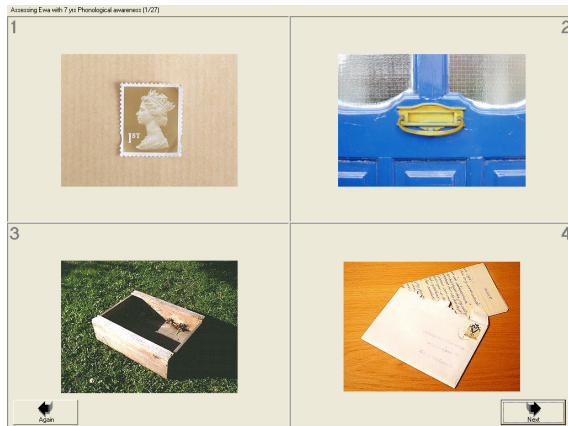 Assessing Ewa with 7 yrs Phonological awareness (1/27)
1
2
1ST
3
4
Again
Next